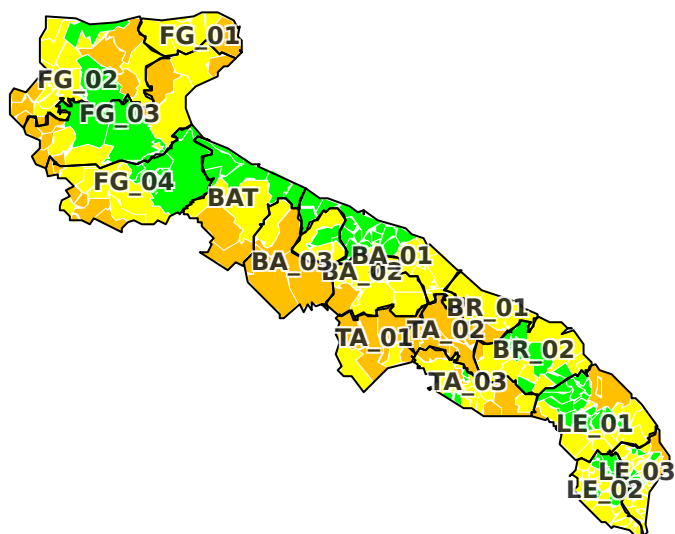 FG_01
FG_02
FG_03
FG_04
BAT
BA_01
BA_03
BA_02
BR_01
TA_02
TA_01
BR_02
TA_03
LE_01
LE_03
LE_02